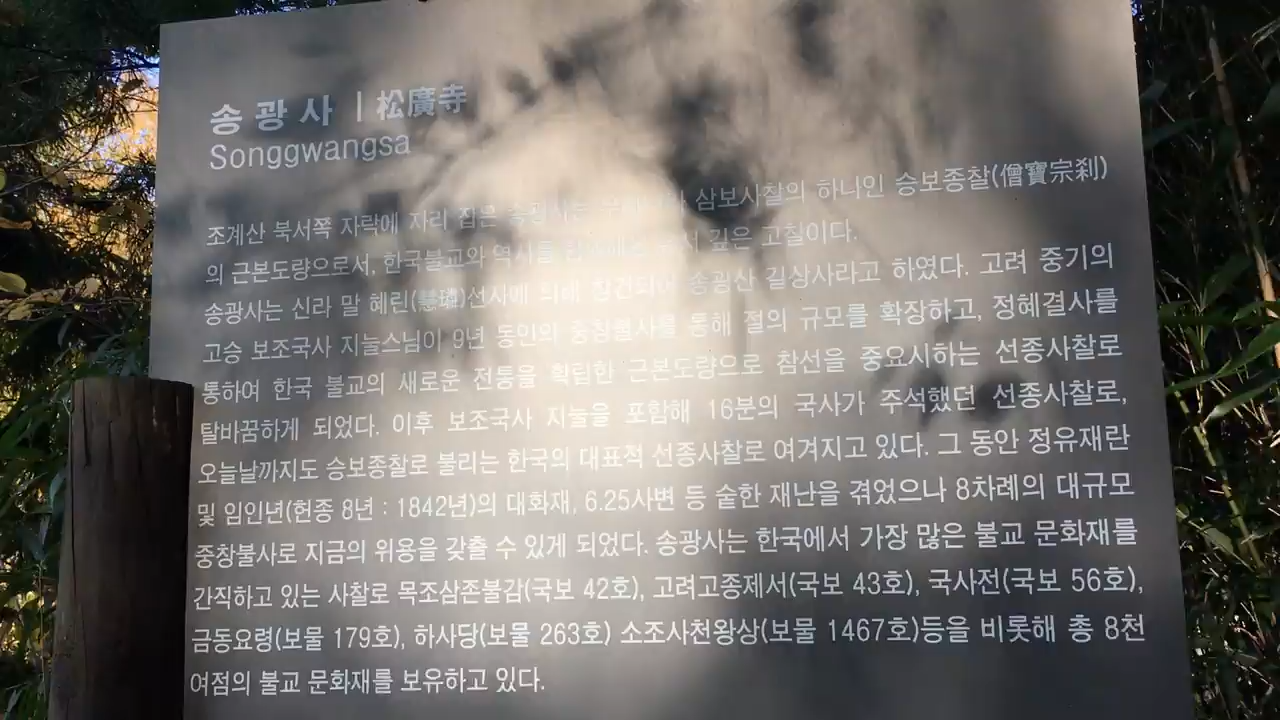 송광사 | 松廣寺
Songgwangsa
조계산 북서쪽 자락에 자리 잡은 송광사는 삼보사찰의 하나인 승보종찰(僧寶宗刹)
의 근본도량으로서, 한국불교와 역사를 깊은 고찰이다.
송광사는 신라 말 혜린(慧璘)선사에 의해 창건되어 송광산 길상사라고 하였다. 고려 중기의
고승 보조국사 지눌스님이 9년 동안의 중창불사를 통해 절의 규모를 확장하고, 정혜결사를
통하여 한국 불교의 새로운 전통을 확립한 근본도량으로 참선을 중요시하는 선종사찰로
탈바꿈하게 되었다. 이후 보조국사 지눌을 포함해 16분의 국사가 주석했던 선종사찰로,
오늘날까지도 승보종찰로 불리는 한국의 대표적 선종사찰로 여겨지고 있다. 그 동안 정유재란
및 임인년(헌종 8년 : 1842년)의 대화재, 6.25사변 등 숱한 재난을 겪었으나 8차례의 대규모
중창불사로 지금의 위용을 갖출 수 있게 되었다. 송광사는 한국에서 가장 많은 불교 문화재를
간직하고 있는 사찰로 목조삼존불감(국보 42호), 고려고종제서(국보 43호), 국사전(국보 56호),
금동요령(보물 179호), 하사당(보물 263호) 소조사천왕상(보물 1467호)등을 비롯해 총 8천
여점의 불교 문화재를 보유하고 있다.